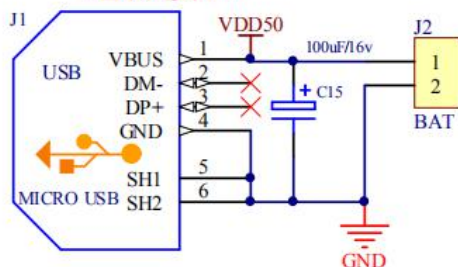 J1
VDD50
J2
USB
VBUS 1
DM- 2
DP+ 3
GND 4
SH1 5
SH2 6
MICRO USB
100uF/16v
+ C15
1
2
BAT
GND